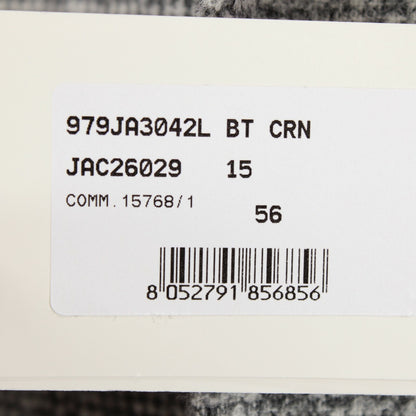 979JA3042L BT CRN
JAC26029 15
COMM.15768/1
56
8 052791 856856